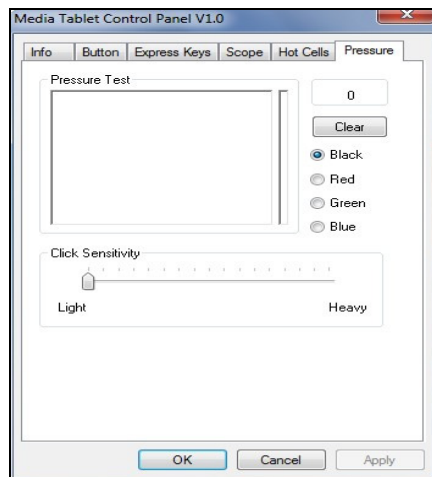 Media Tablet Control Panel V1.0
Info Button Express Keys Scope Hot Cells Pressure
Pressure Test
0
Clear
Black
Red
Green
Blue
Click Sensitivity
Light Heavy
OK Cancel Apply